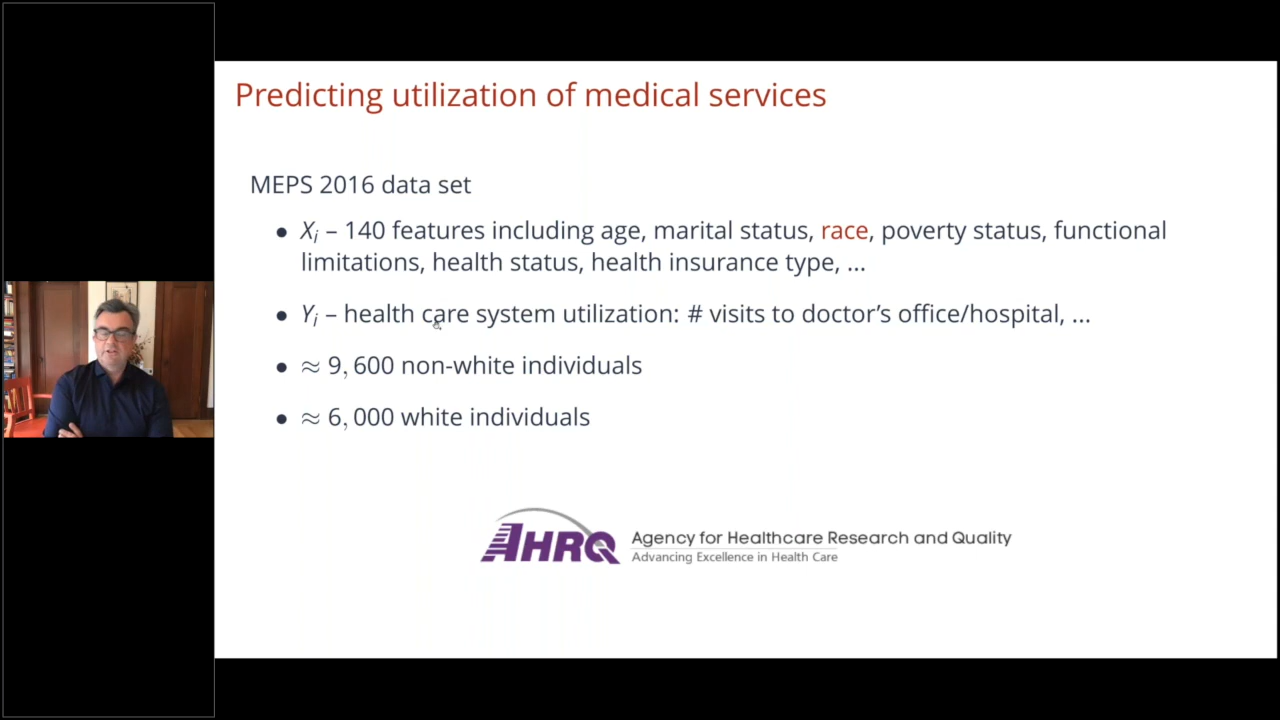 Predicting utilization of medical services
MEPS 2016 data set
• Xᵢ – 140 features including age, marital status, race, poverty status, functional
limitations, health status, health insurance type, ...
• Yᵢ – health care system utilization: # visits to doctor's office/hospital, ...
• ≈ 9, 600 non-white individuals
• ≈ 6, 000 white individuals
AHRQ
Agency for Healthcare Research and Quality
Advancing Excellence in Health Care